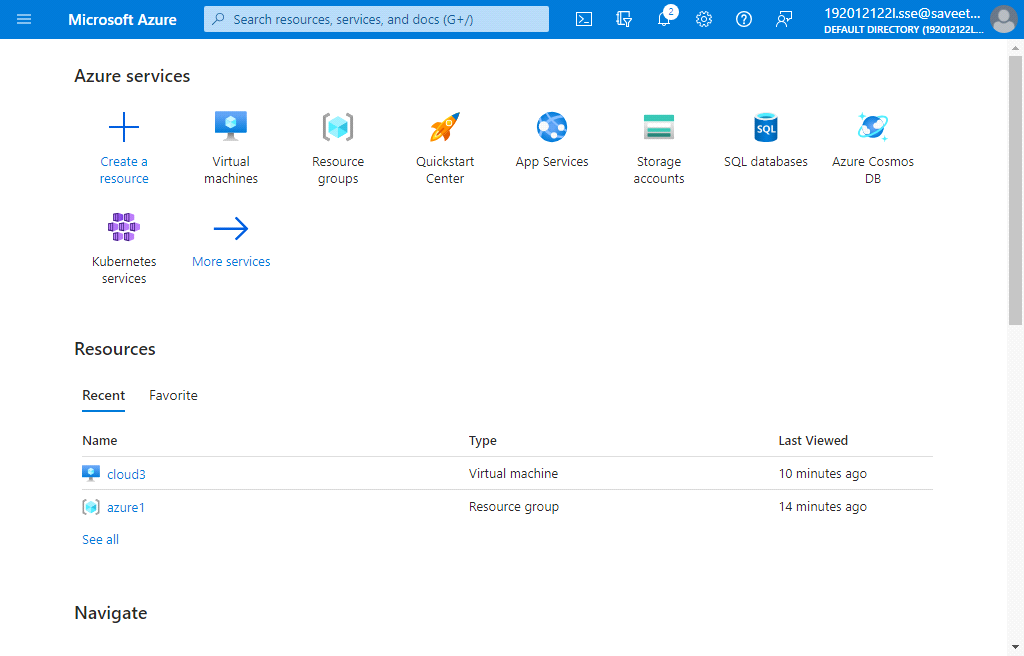 Microsoft Azure
Search resources, services, and docs (G+/)
2
192012122l.sse@saveet...
DEFAULT DIRECTORY (192012122L...
Azure services
Create a
resource
Virtual
machines
Resource
groups
Quickstart
Center
App Services
Storage
accounts
SQL
SQL databases
Azure Cosmos
DB
Kubernetes
services
More services
Resources
Recent Favorite
Name Type Last Viewed
cloud3 Virtual machine 10 minutes ago
azure1 Resource group 14 minutes ago
See all
Navigate